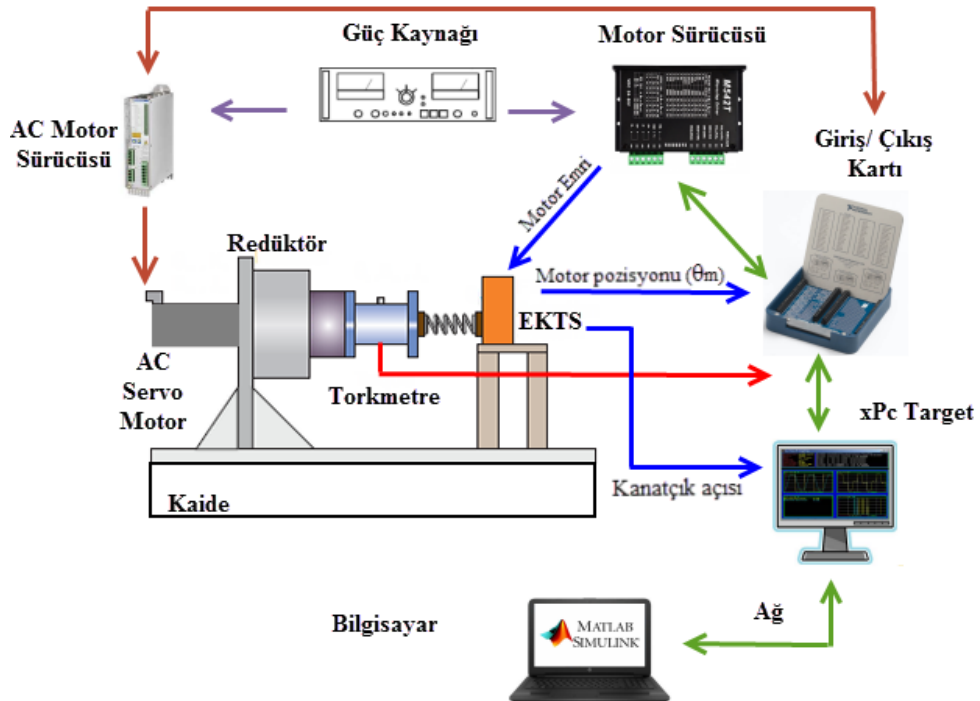 Güç Kaynağı
Motor Sürücüsü
AC Motor
Sürücüsü
M542T
Giriş/ Çıkış
Kartı
Motor Emri
Redüktör
Motor pozisyonu (θm)
EKTS
AC
Servo
Motor
Torkmetre
xPc Target
Kanatçık açısı
Kaide
Bilgisayar
MATLAB
SIMULINK
Ağ